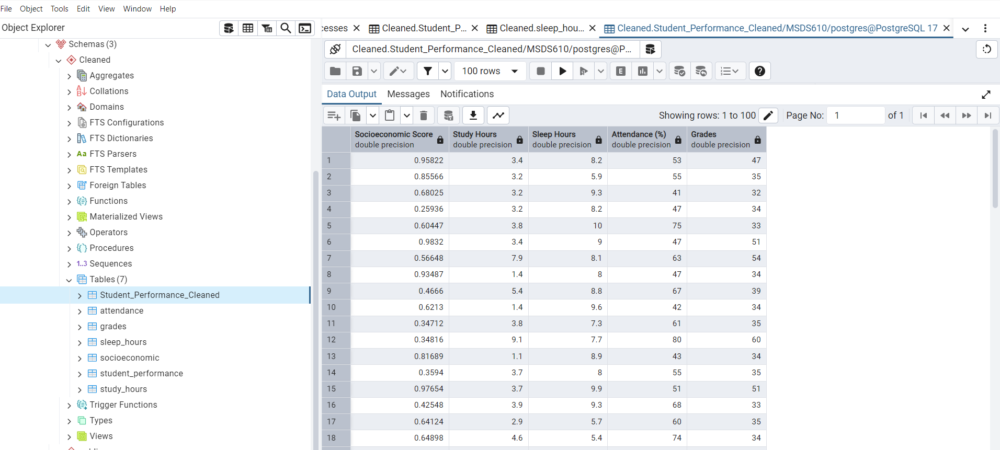 File Object Tools Edit View Window Help
Object Explorer
Schemas (3)
Cleaned
Aggregates
Collations
Domains
FTS Configurations
FTS Dictionaries
Aa FTS Parsers
FTS Templates
Foreign Tables
Functions
Materialized Views
Operators
Procedures
1..3 Sequences
Tables (7)
Student_Performance_Cleaned
attendance
grades
sleep_hours
socioeconomic
student_performance
study_hours
Trigger Functions
Types
Views
cesses Cleaned.Student_P... Cleaned.sleep_hou... Cleaned.Student_Performance_Cleaned/MSDS610/postgres@PostgreSQL 17
Cleaned.Student_Performance_Cleaned/MSDS610/postgres@P...
100 rows
Data Output Messages Notifications
Showing rows: 1 to 100 Page No: 1 of 1
Socioeconomic Score Study Hours Sleep Hours Attendance (%) Grades
double precision double precision double precision double precision double precision
1 0.95822 3.4 8.2 53 47
2 0.85566 3.2 5.9 55 35
3 0.68025 3.2 9.3 41 32
4 0.25936 3.2 8.2 47 34
5 0.60447 3.8 10 75 33
6 0.9832 3.4 9 47 51
7 0.56648 7.9 8.1 63 54
8 0.93487 1.4 8 47 34
9 0.4666 5.4 8.8 67 39
10 0.6213 1.4 9.6 42 34
11 0.34712 3.8 7.3 61 35
12 0.34816 9.1 7.7 80 60
13 0.81689 1.1 8.9 43 34
14 0.3594 3.7 8 55 35
15 0.97654 3.7 9.9 51 51
16 0.42548 3.9 9.3 68 33
17 0.64124 2.9 5.7 60 35
18 0.64898 4.6 5.4 74 34